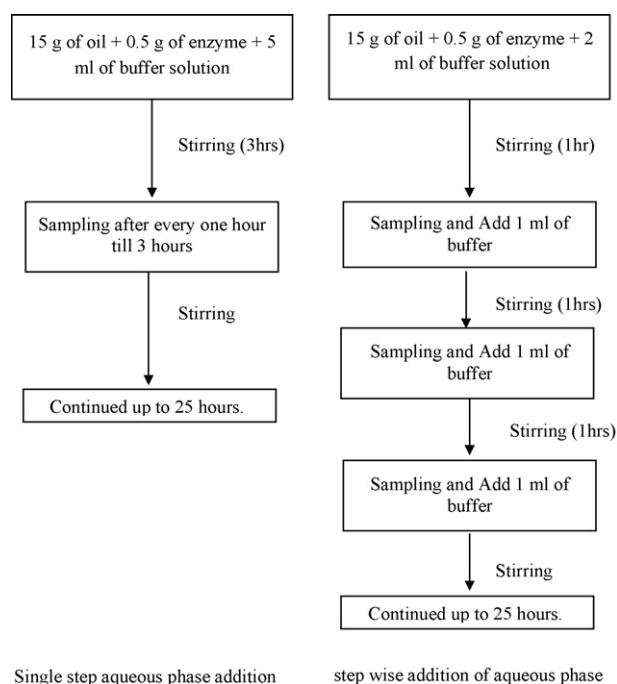 15 g of oil + 0.5 g of enzyme + 5
ml of buffer solution
Stirring (3hrs)
Sampling after every one hour
till 3 hours
Stirring
Continued up to 25 hours.
Single step aqueous phase addition
15 g of oil + 0.5 g of enzyme + 2
ml of buffer solution
Stirring (1hr)
Sampling and Add 1 ml of
buffer
Stirring (1hrs)
Sampling and Add 1 ml of
buffer
Stirring (1hrs)
Sampling and Add 1 ml of
buffer
Stirring
Continued up to 25 hours.
step wise addition of aqueous phase